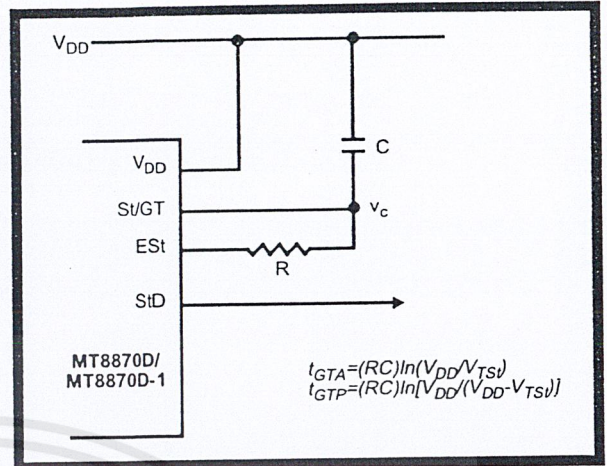 VDD
VDD
C
St/GT
vc
ESt
R
StD
MT8870D/
MT8870D-1
tGTA=(RC)ln(VDD/VTSt)
tGTP=(RC)ln[VDD/(VDD-VTSt)]